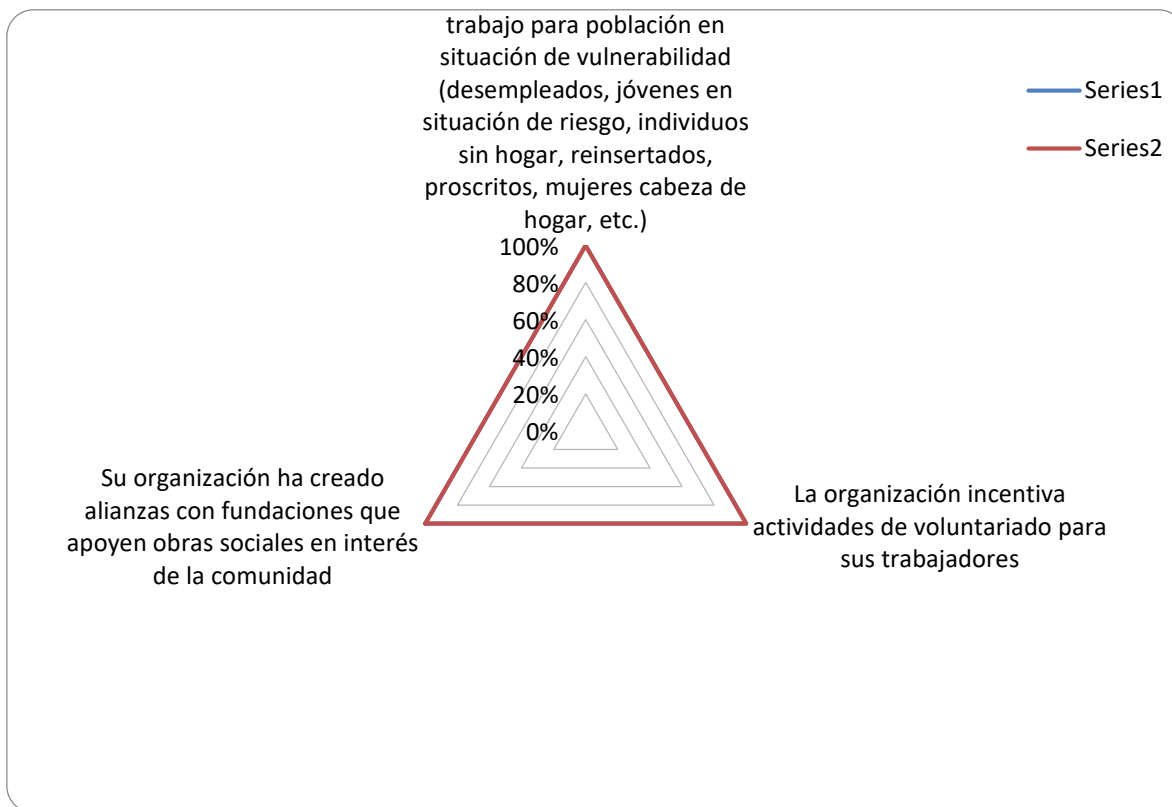 trabajo para población en
situación de vulnerabilidad
(desempleados, jóvenes en
situación de riesgo, individuos
sin hogar, reinsertados,
proscritos, mujeres cabeza de
hogar, etc.)
Series1
Series2
100%
80%
60%
40%
20%
0%
Su organización ha creado
alianzas con fundaciones que
apoyen obras sociales en interés
de la comunidad
La organización incentiva
actividades de voluntariado para
sus trabajadores